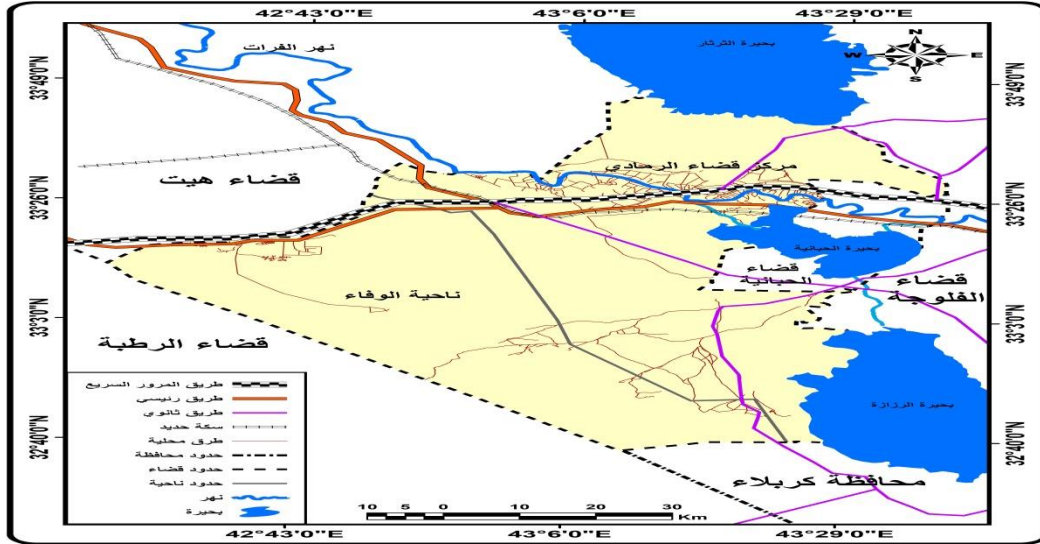 42°43'0"E
43°6'0"E
43°29'0"E
N
W
E
S
33°49'0"N
33°49'0"N
بحيرة الثرثار
نهر الفرات
مركز قضاء الرمادي
قضاء هيت
33°26'0"N
33°26'0"N
بحيرة الحبانية
قضاء
الحبانية
قضاء
الفلوجة
ناحية الوفاء
33°3'0"N
33°3'0"N
قضاء الرطبة
طريق المرور السريع
طريق رئيسي
طريق ثانوي
سكة حديد
طرق محلية
حدود محافظة
حدود قضاء
حدود ناحية
نهر
بحيرة
بحيرة الرزازة
32°40'0"N
32°40'0"N
محافظة كربلاء
10 5 0 10 20 30
Km
42°43'0"E
43°6'0"E
43°29'0"E